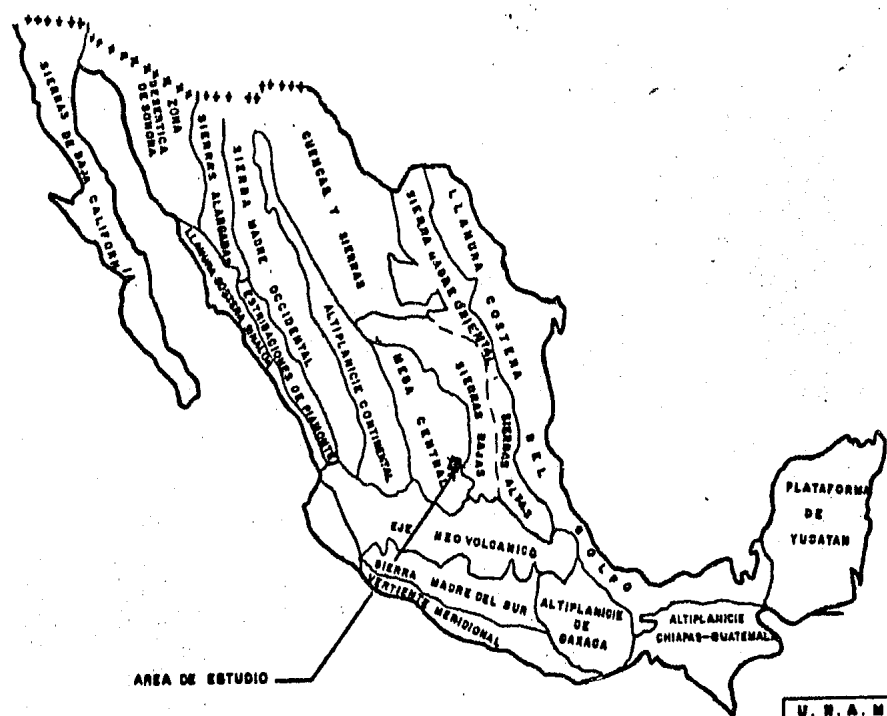 SIERRAS DE BAJA CALIFORNIA
ZONA
DESERTICA
DE SONORA
SIERRAS ALARGADAS
SIERRA MADRE OCCIDENTAL
CUENCAS Y SIERRAS
SIERRA MADRE ORIENTAL
LLANURA COSTERA DEL GOLFO
LLANURA COSTERA SINALOA
ESTRIBACIONES DE PIAMONTE
ALTIPLANICIE CONTINENTAL
MESA CENTRAL
SIERRAS BAJAS
SIERRAS ALTAS
PLATAFORMA
DE
YUCATAN
EJE NEOVOLCANICO
SIERRA MADRE DEL SUR
VERTIENTE MERIDIONAL
ALTIPLANICIE
DE
OAXACA
ALTIPLANICIE
CHIAPAS-GUATEMALA
AREA DE ESTUDIO
U. N. A. M